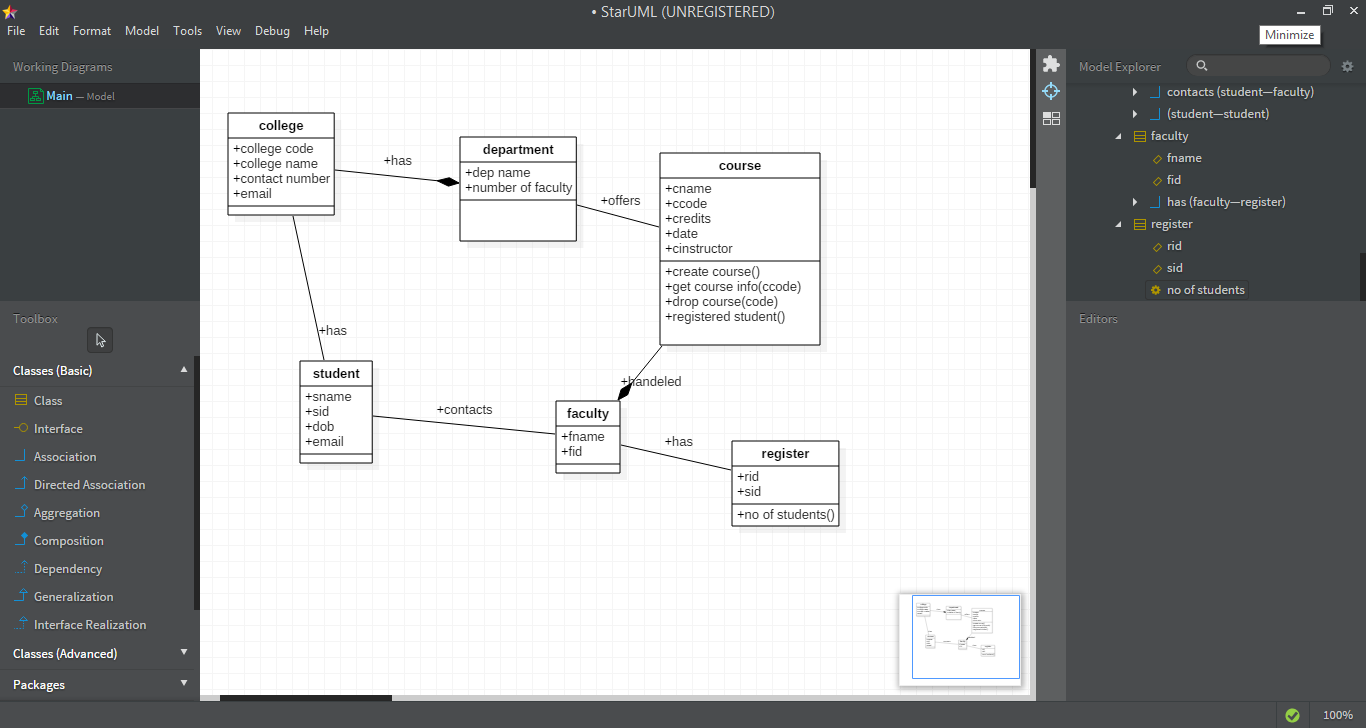 • StarUML (UNREGISTERED)
File Edit Format Model Tools View Debug Help
Minimize
Working Diagrams
Main — Model
Toolbox
Classes (Basic)
Class
Interface
Association
Directed Association
Aggregation
Composition
Dependency
Generalization
Interface Realization
Classes (Advanced)
Packages
college
+college code
+college name
+contact number
+email
+has
department
+dep name
+number of faculty
+offers
course
+cname
+ccode
+credits
+date
+cinstructor
+create course()
+get course info(ccode)
+drop course(code)
+registered student()
+has
student
+sname
+sid
+dob
+email
+contacts
+handeled
faculty
+fname
+fid
+has
register
+rid
+sid
+no of students()
Model Explorer
contacts (student—faculty)
(student—student)
faculty
fname
fid
has (faculty—register)
register
rid
sid
no of students
Editors
100%